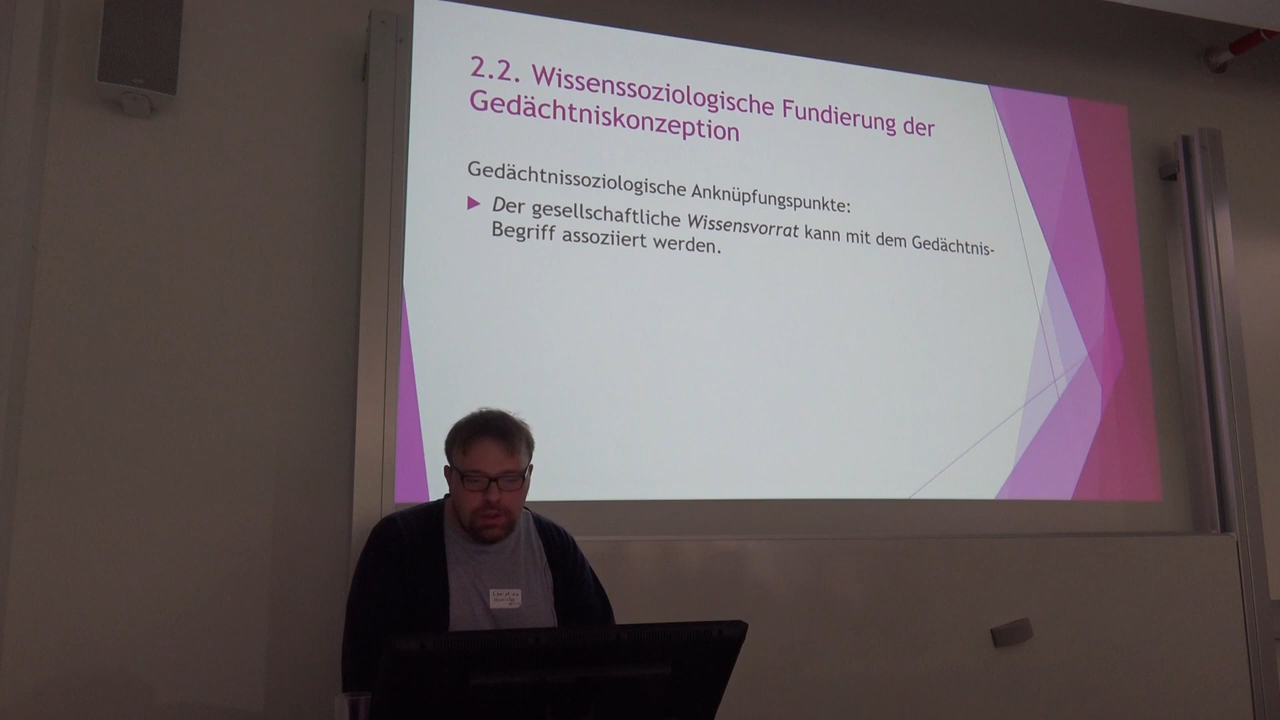 2.2. Wissenssoziologische Fundierung der
Gedächtniskonzeption
Gedächtnissoziologische Anknüpfungspunkte:
Der gesellschaftliche Wissensvorrat kann mit dem Gedächtnis-
Begriff assoziiert werden.